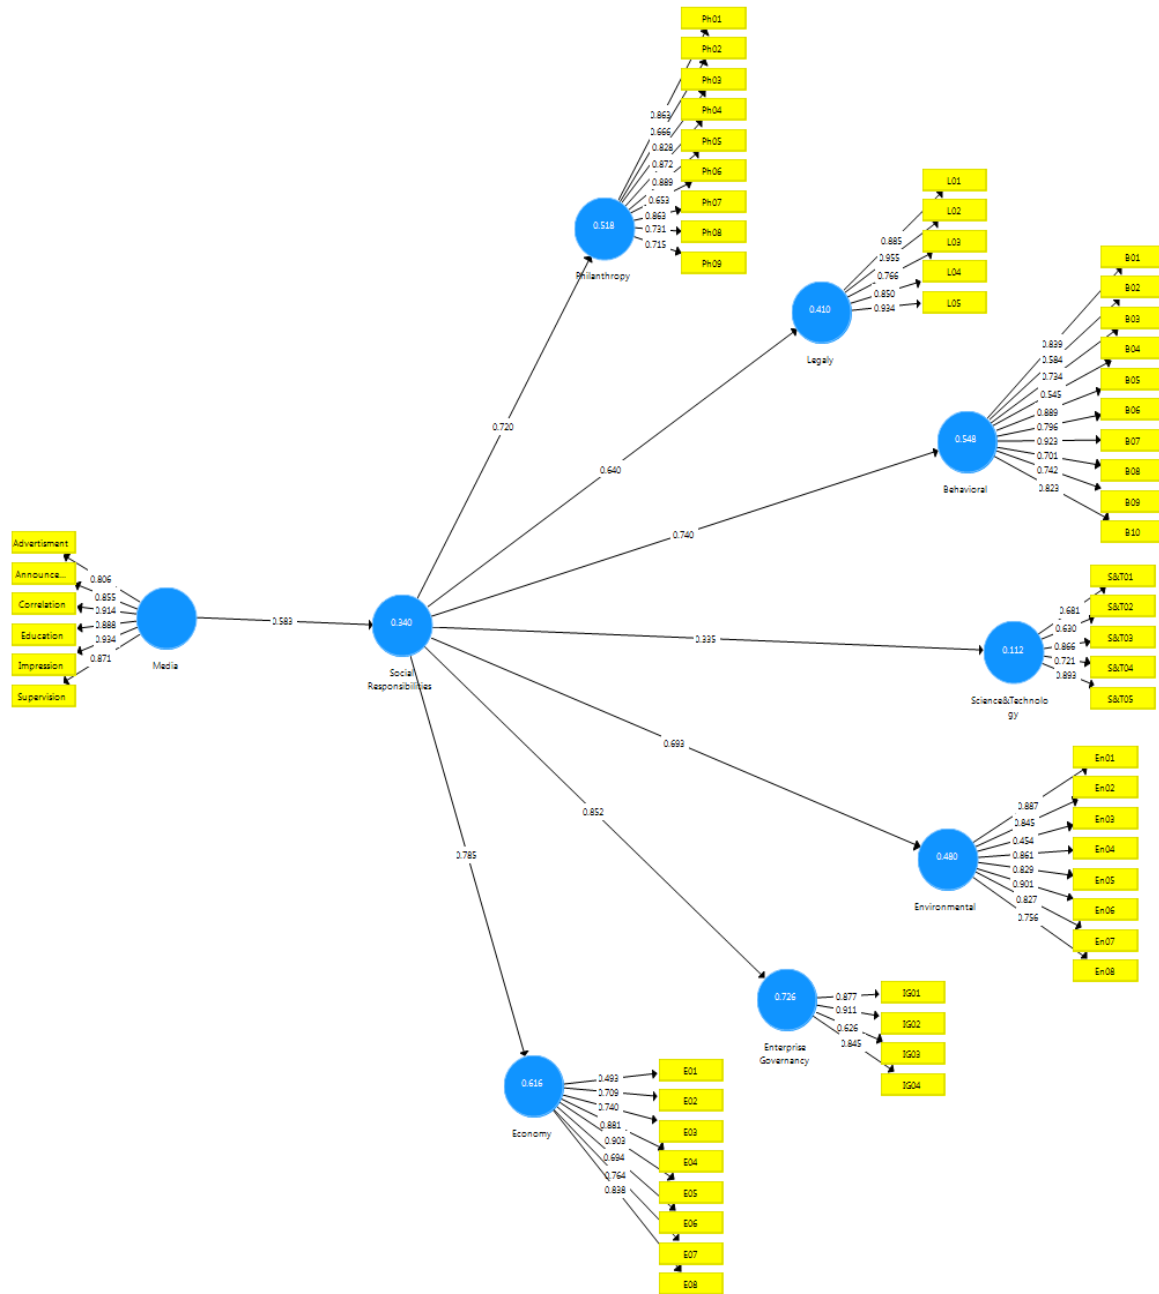 Ph01
Ph02
Ph03
Ph04
Ph05
Ph06
Ph07
Ph08
Ph09
0.863
0.666
0.828
0.872
0.889
0.653
0.863
0.731
0.715
0.518
Philanthropy
L01
L02
L03
L04
L05
0.885
0.955
0.766
0.850
0.934
0.410
Legaly
B01
B02
B03
B04
B05
B06
B07
B08
B09
B10
0.839
0.584
0.734
0.545
0.889
0.796
0.923
0.701
0.742
0.823
0.548
Behavioral
0.720
0.640
0.740
Advertisment
Announce...
Correlation
Education
Impression
Supervision
0.806
0.855
0.914
0.888
0.934
0.871
Media
0.583
0.340
Social
Responsibilities
0.335
S&T01
S&T02
S&T03
S&T04
S&T05
0.681
0.630
0.866
0.721
0.893
0.112
Science&Technolo
gy
0.693
0.852
0.785
En01
En02
En03
En04
En05
En06
En07
En08
0.887
0.845
0.454
0.861
0.829
0.901
0.827
0.756
0.480
Environmental
IG01
IG02
IG03
IG04
0.877
0.911
0.626
0.845
0.726
Enterprise
Governancy
E01
E02
E03
E04
E05
E06
E07
E08
0.493
0.709
0.740
0.881
0.903
0.694
0.764
0.838
0.616
Economy